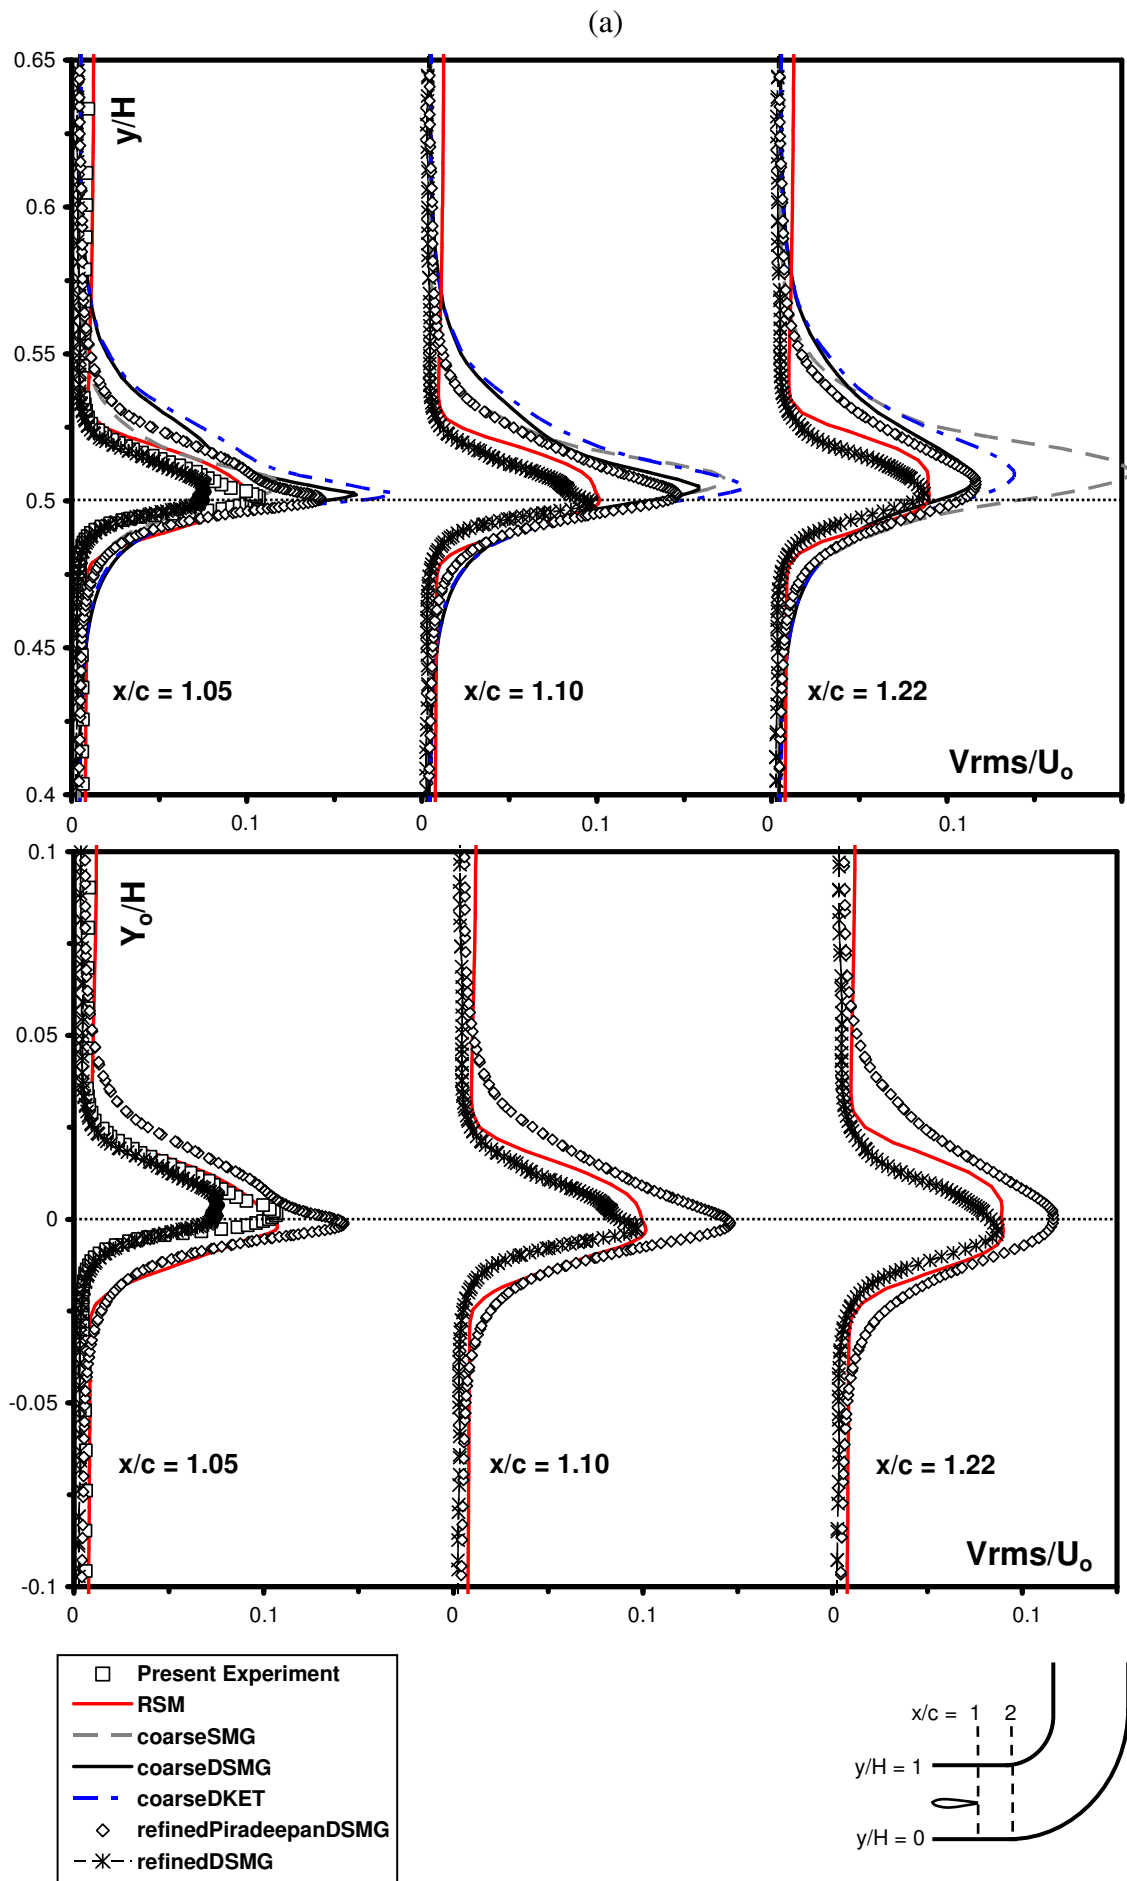 (a)
0.65
y/H
0.6
0.55
0.5
0.45
x/c = 1.05 x/c = 1.10 x/c = 1.22
Vrms/Uo
0.4
0 0.1 0 0.1 0 0.1
0.1
Yo/H
0.05
0
-0.05
x/c = 1.05 x/c = 1.10 x/c = 1.22
Vrms/Uo
-0.1
0 0.1 0 0.1 0 0.1
Present Experiment
RSM
coarseSMG
coarseDSMG
coarseDKET
refinedPiradeepanDSMG
refinedDSMG
x/c = 1 2
y/H = 1
y/H = 0